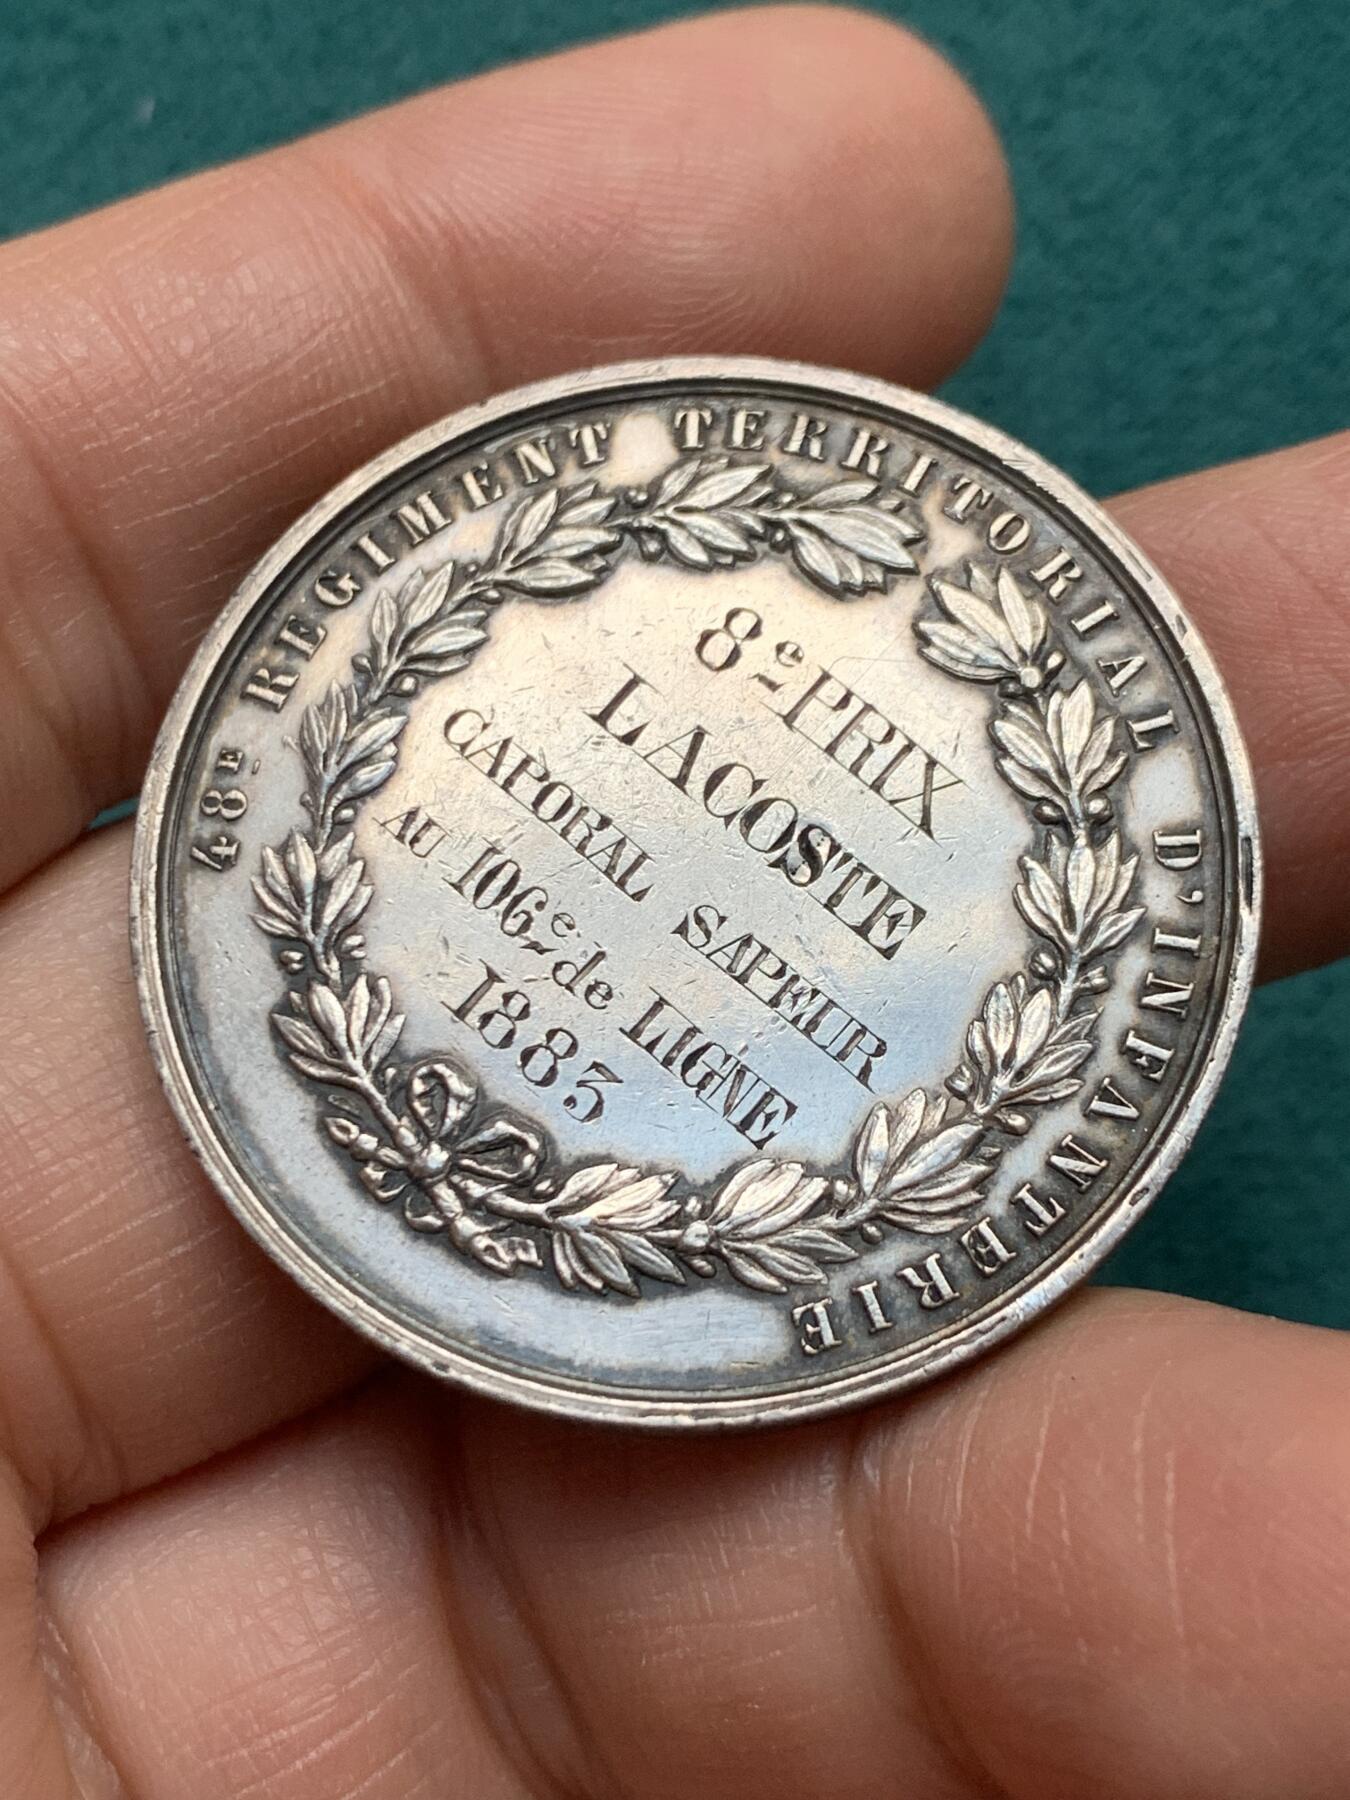 48E REGIMENT TERRITORIAL D'INFANTERIE
8e PRIX
LACOSTE
CAPORAL SAPEUR
AU 106e de LIGNE
1883